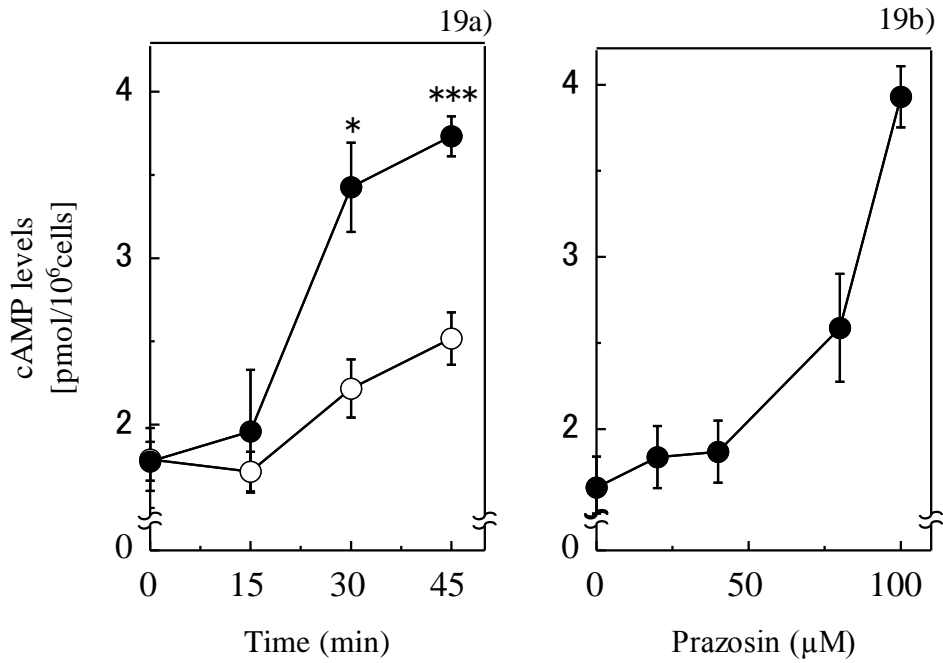 19a)
19b)
cAMP levels
[pmol/10⁶cells]
4
3
2
0
*
***
0 15 30 45
Time (min)
4
3
2
0
0 50 100
Prazosin (µM)